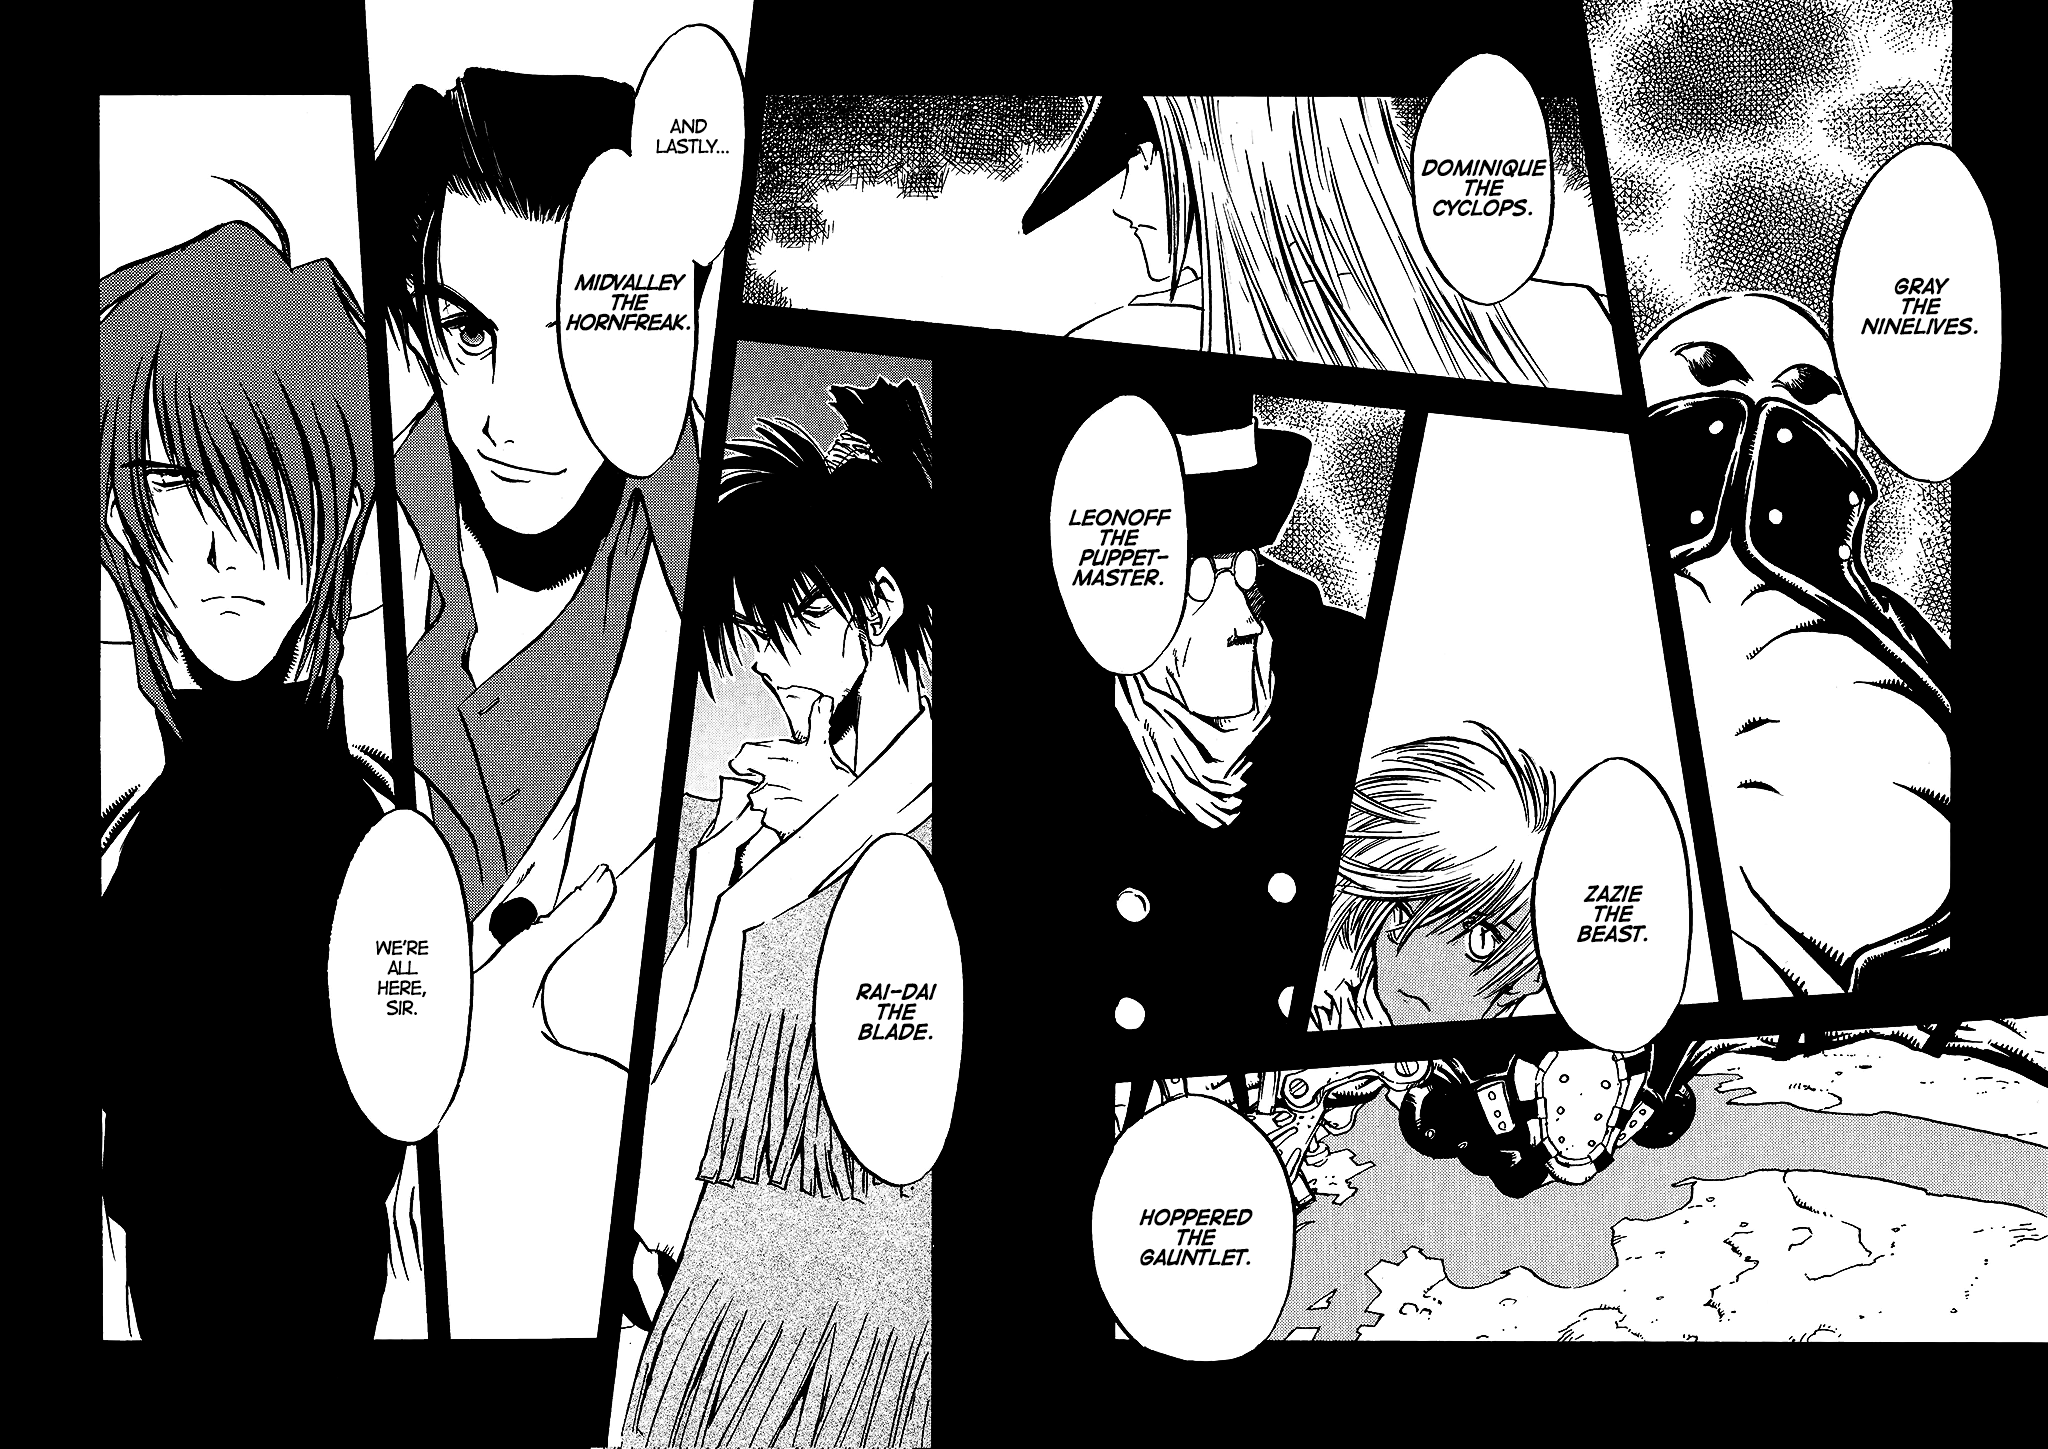 GRAY
THE
NINELIVES.
DOMINIQUE
THE
CYCLOPS.
ZAZIE
THE
BEAST.
LEONOFF
THE
PUPPET-
MASTER.
HOPPERED
THE
GAUNTLET.
RAI-DAI
THE
BLADE.
AND
LASTLY...
MIDVALLEY
THE
HORNFREAK.
WE'RE
ALL
HERE,
SIR.